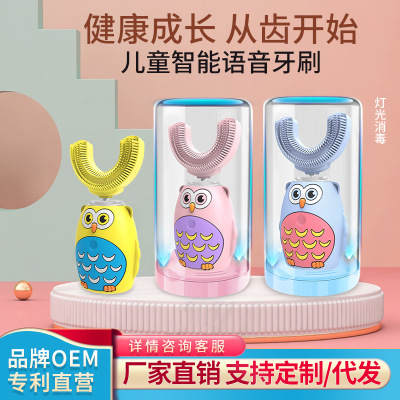 健康成长 从齿开始
儿童智能语音牙刷
灯光消毒
品牌OEM
专利直营
详情咨询客服
厂家直销 支持定制/代发